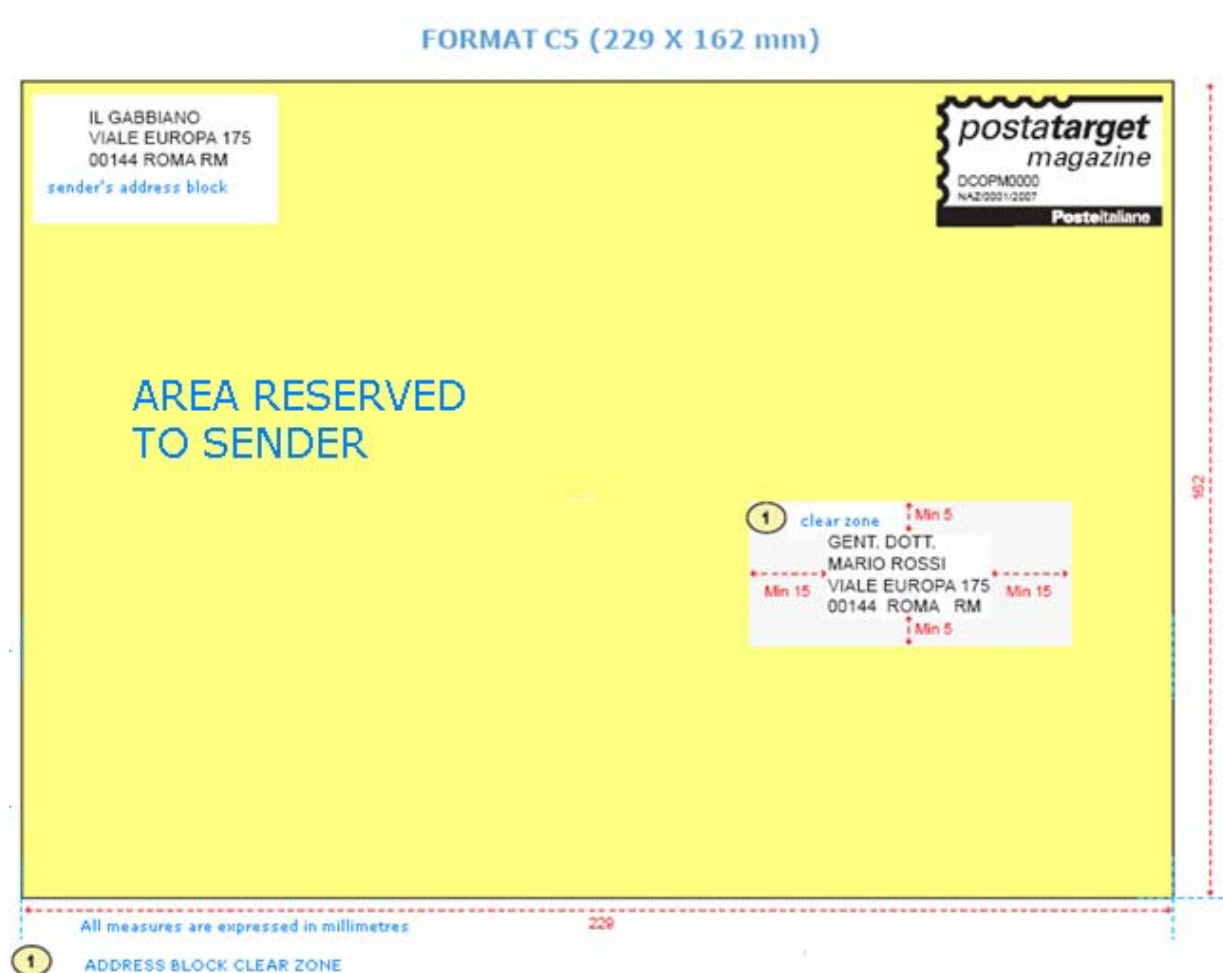 FORMAT C5 (229 X 162 mm)
IL GABBIANO
VIALE EUROPA 175
00144 ROMA RM
sender's address block
postatarget
magazine
DCOPM0000
NAZ/0001/2007
Posteitaliane
AREA RESERVED
TO SENDER
162
1 clear zone Min 5
GENT. DOTT.
MARIO ROSSI
Min 15 VIALE EUROPA 175 Min 15
00144 ROMA RM
Min 5
229
All measures are expressed in millimetres
1 ADDRESS BLOCK CLEAR ZONE